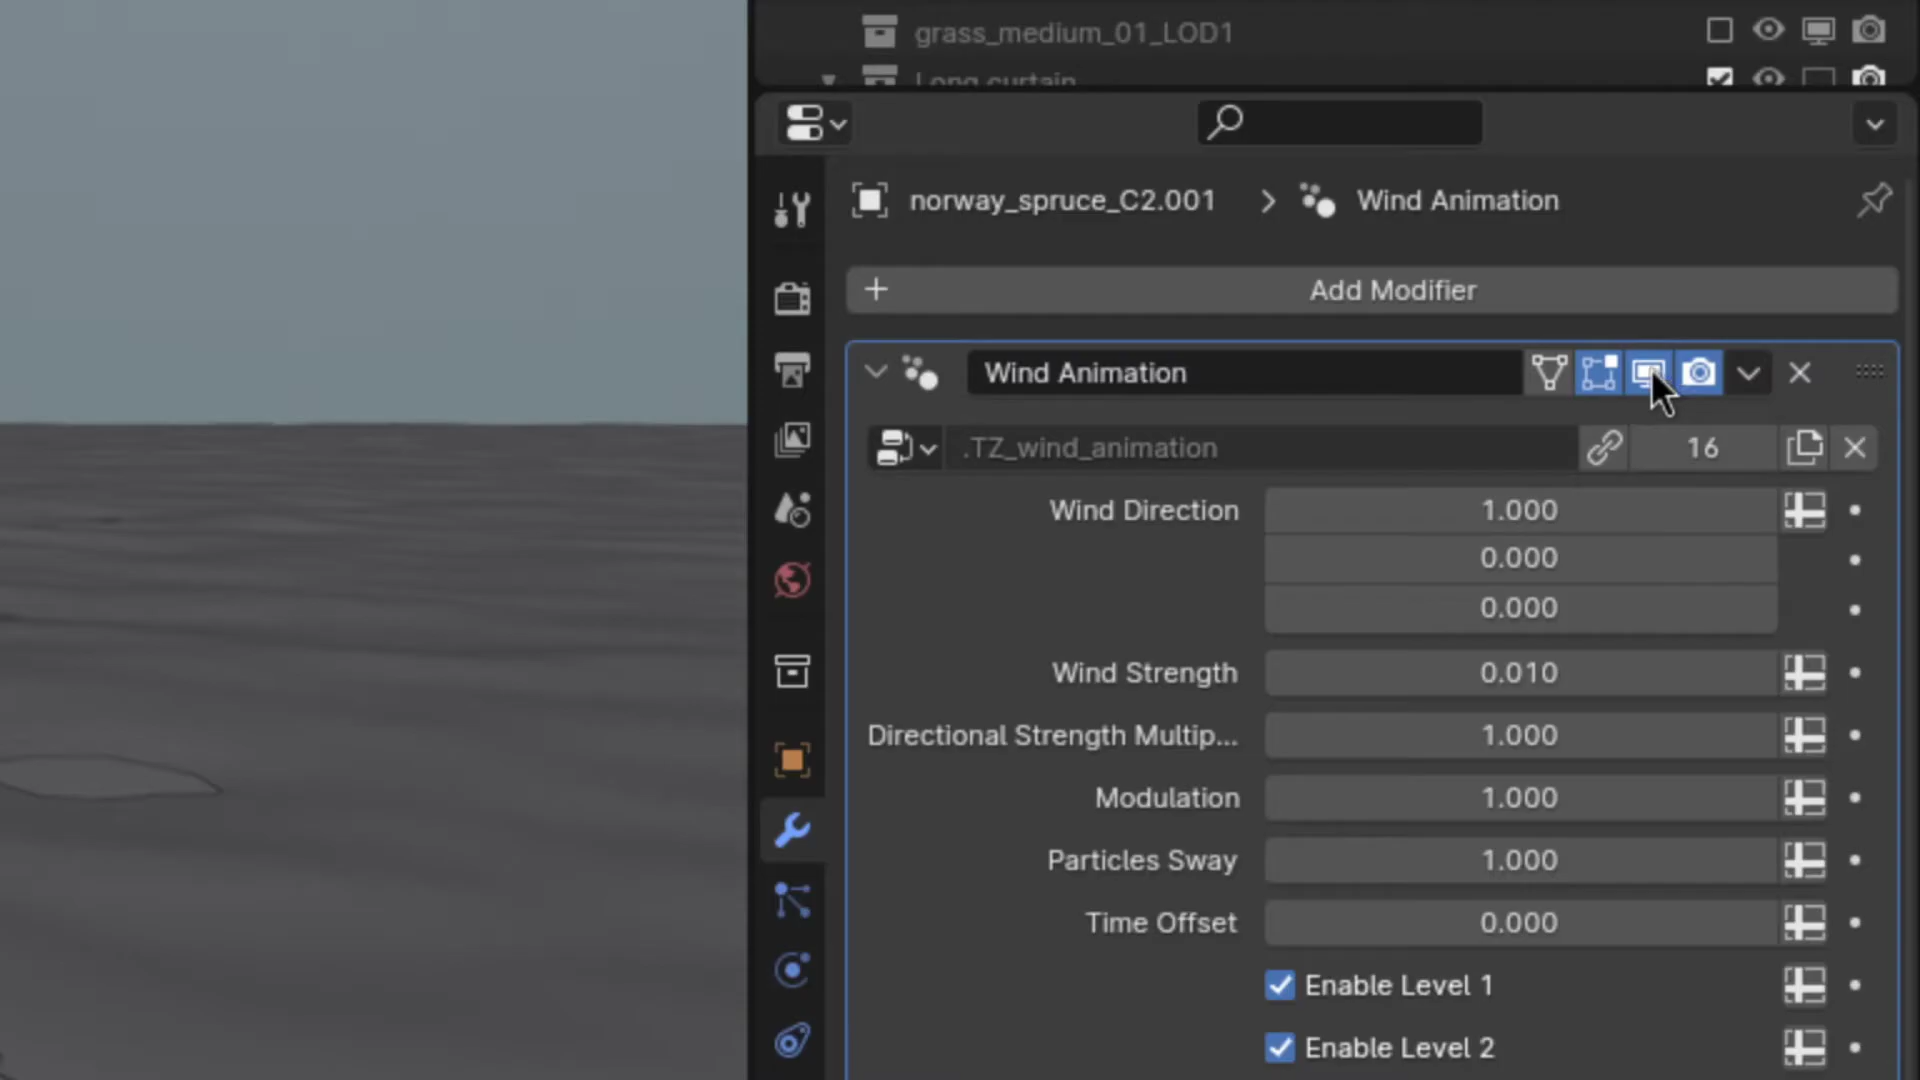 grass_medium_01_LOD1
Long curtain
norway_spruce_C2.001 > Wind Animation
Add Modifier
Wind Animation
.TZ_wind_animation 16
Wind Direction 1.000
0.000
0.000
Wind Strength 0.010
Directional Strength Multip... 1.000
Modulation 1.000
Particles Sway 1.000
Time Offset 0.000
Enable Level 1
Enable Level 2